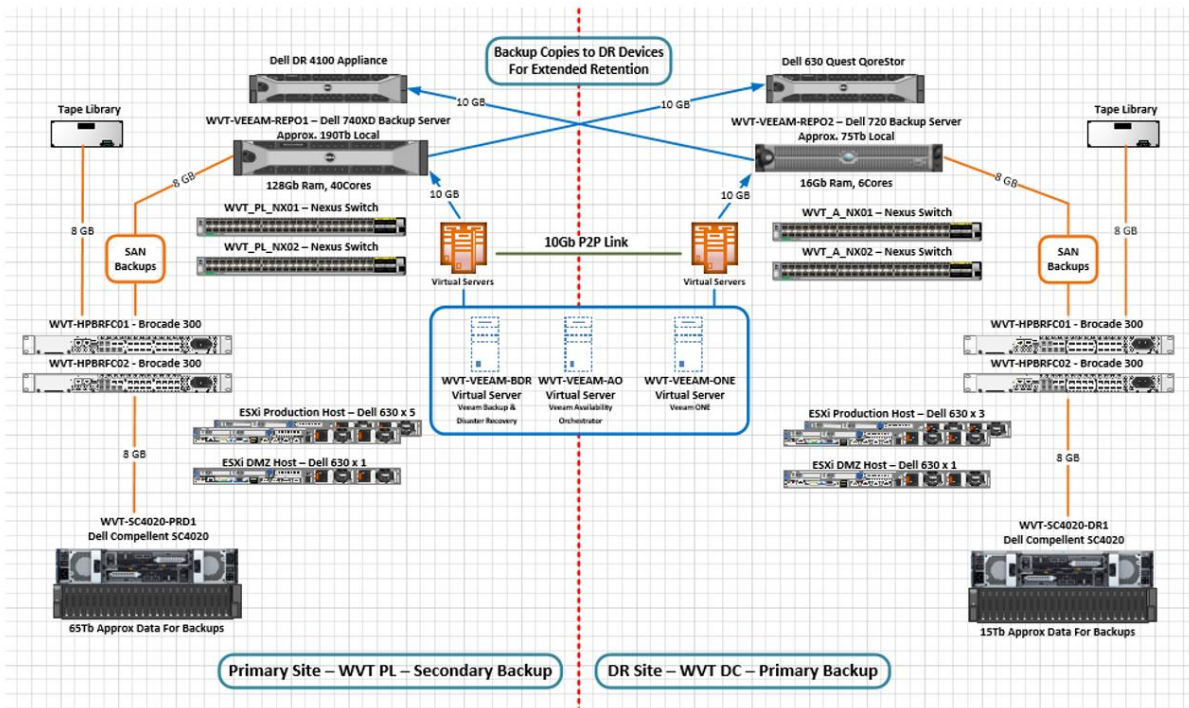 Backup Copies to DR Devices
For Extended Retention
Dell DR 4100 Appliance
Dell 630 Quest QoreStor
10 GB
10 GB
Tape Library
WVT-VEEAM-REPO1 – Dell 740XD Backup Server
Approx. 190Tb Local
WVT-VEEAM-REPO2 – Dell 720 Backup Server
Approx. 75Tb Local
Tape Library
8 GB
128Gb Ram, 40Cores
10 GB
10 GB
16Gb Ram, 6Cores
8 GB
WVT_PL_NX01 – Nexus Switch
WVT_A_NX01 – Nexus Switch
8 GB
8 GB
SAN
Backups
WVT_PL_NX02 – Nexus Switch
10Gb P2P Link
WVT_A_NX02 – Nexus Switch
SAN
Backups
Virtual Servers
Virtual Servers
WVT-HPBRFC01 - Brocade 300
WVT-HPBRFC01 - Brocade 300
WVT-HPBRFC02 - Brocade 300
WVT-HPBRFC02 - Brocade 300
WVT-VEEAM-BDR
Virtual Server
Veeam Backup &
Disaster Recovery
WVT-VEEAM-AO
Virtual Server
Veeam Availability
Orchestrator
WVT-VEEAM-ONE
Virtual Server
Veeam ONE
ESXi Production Host – Dell 630 x 5
ESXi Production Host – Dell 630 x 3
8 GB
ESXi DMZ Host – Dell 630 x 1
ESXi DMZ Host – Dell 630 x 1
8 GB
WVT-SC4020-PRD1
Dell Compellent SC4020
WVT-SC4020-DR1
Dell Compellent SC4020
65Tb Approx Data For Backups
15Tb Approx Data For Backups
Primary Site – WVT PL – Secondary Backup
DR Site – WVT DC – Primary Backup